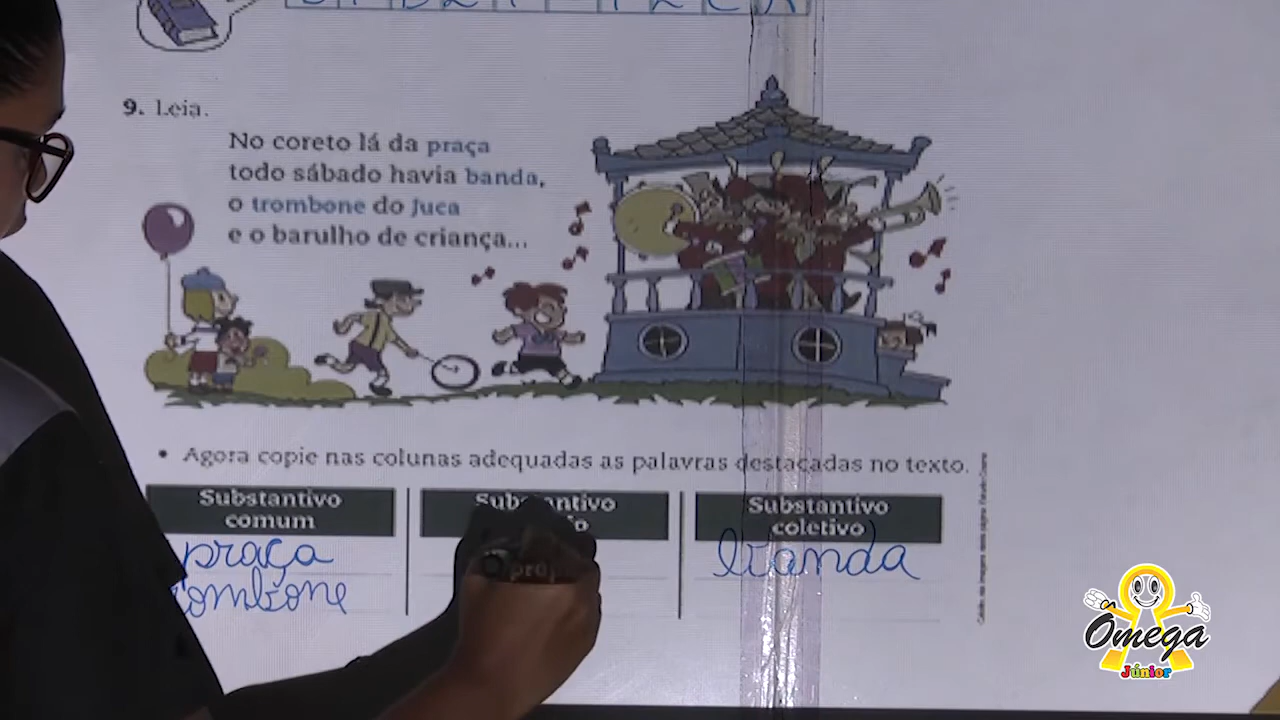 9. Leia.
No coreto lá da praça
todo sábado havia banda,
o trombone do Juca
e o barulho de criança...
• Agora copie nas colunas adequadas as palavras destacadas no texto.
Substantivo comum
Substantivo
Substantivo coletivo
praça
banda
Ômega
Júnior